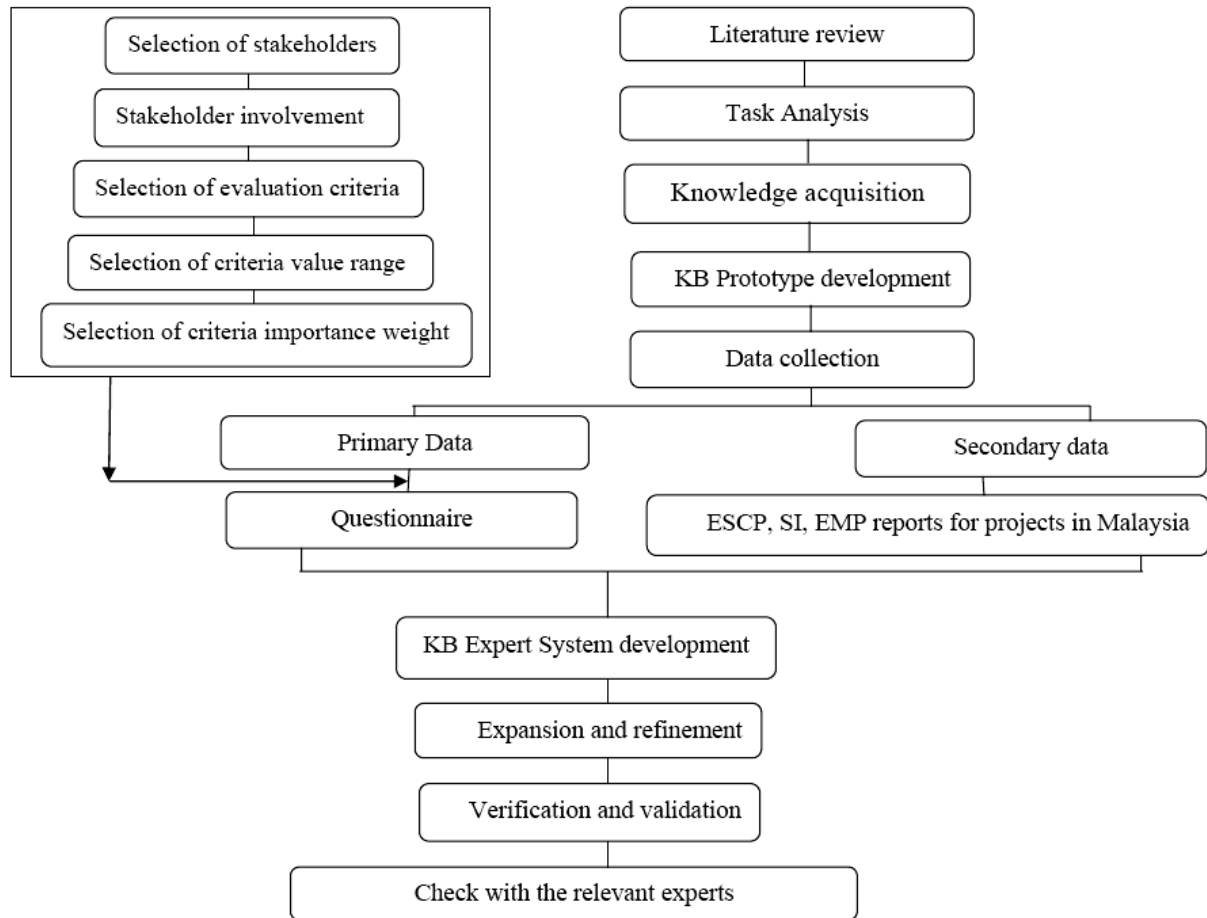 Selection of stakeholders
Stakeholder involvement
Selection of evaluation criteria
Selection of criteria value range
Selection of criteria importance weight
Literature review
Task Analysis
Knowledge acquisition
KB Prototype development
Data collection
Primary Data
Secondary data
Questionnaire
ESCP, SI, EMP reports for projects in Malaysia
KB Expert System development
Expansion and refinement
Verification and validation
Check with the relevant experts